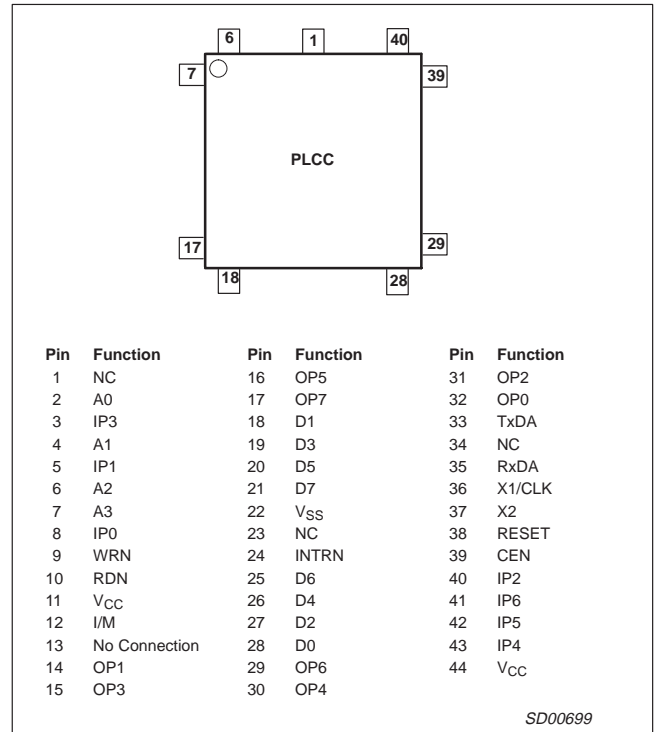 6 1 40
7 39
PLCC
17 29
18 28
Pin Function Pin Function Pin Function
1 NC 16 OP5 31 OP2
2 A0 17 OP7 32 OP0
3 IP3 18 D1 33 TxDA
4 A1 19 D3 34 NC
5 IP1 20 D5 35 RxDA
6 A2 21 D7 36 X1/CLK
7 A3 22 VSS 37 X2
8 IP0 23 NC 38 RESET
9 WRN 24 INTRN 39 CEN
10 RDN 25 D6 40 IP2
11 VCC 26 D4 41 IP6
12 I/M 27 D2 42 IP5
13 No Connection 28 D0 43 IP4
14 OP1 29 OP6 44 VCC
15 OP3 30 OP4
SD00699